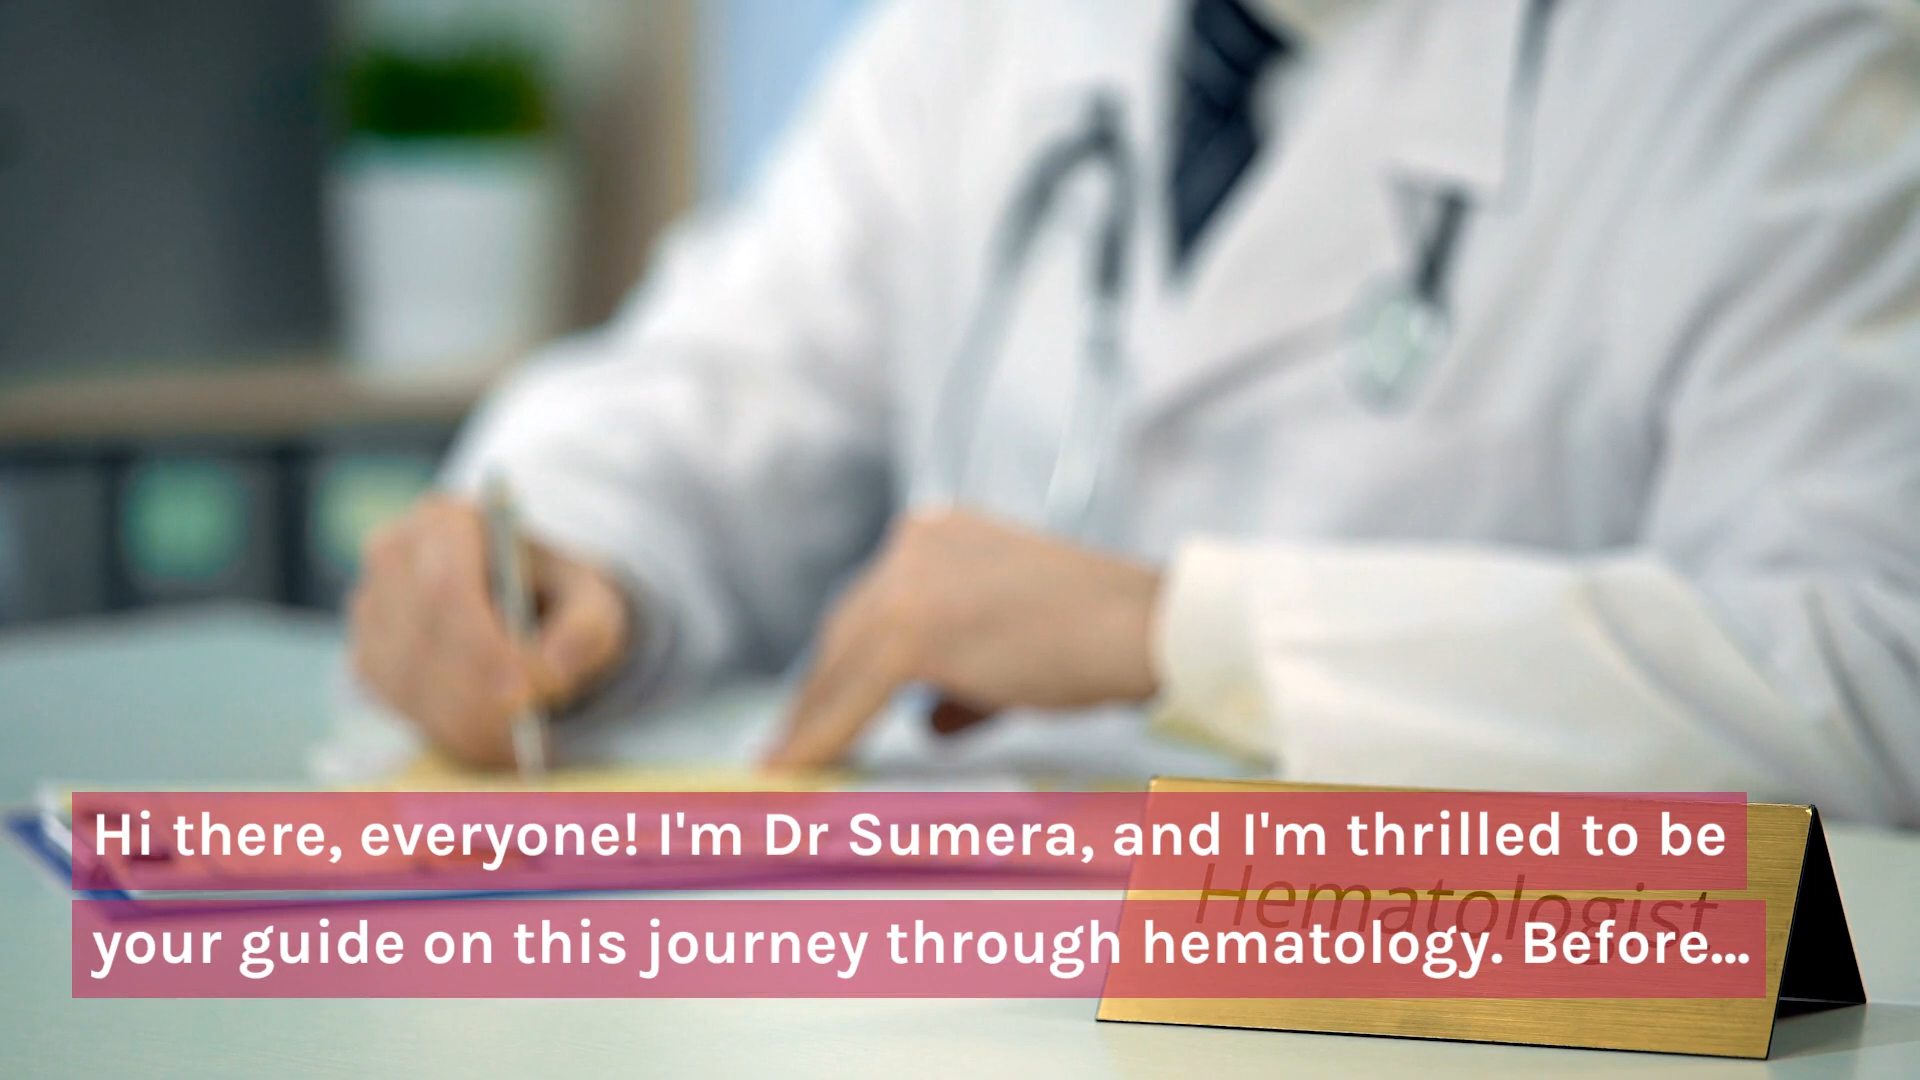 Hi there, everyone! I'm Dr Sumera, and I'm thrilled to be
Hematologist
your guide on this journey through hematology. Before...